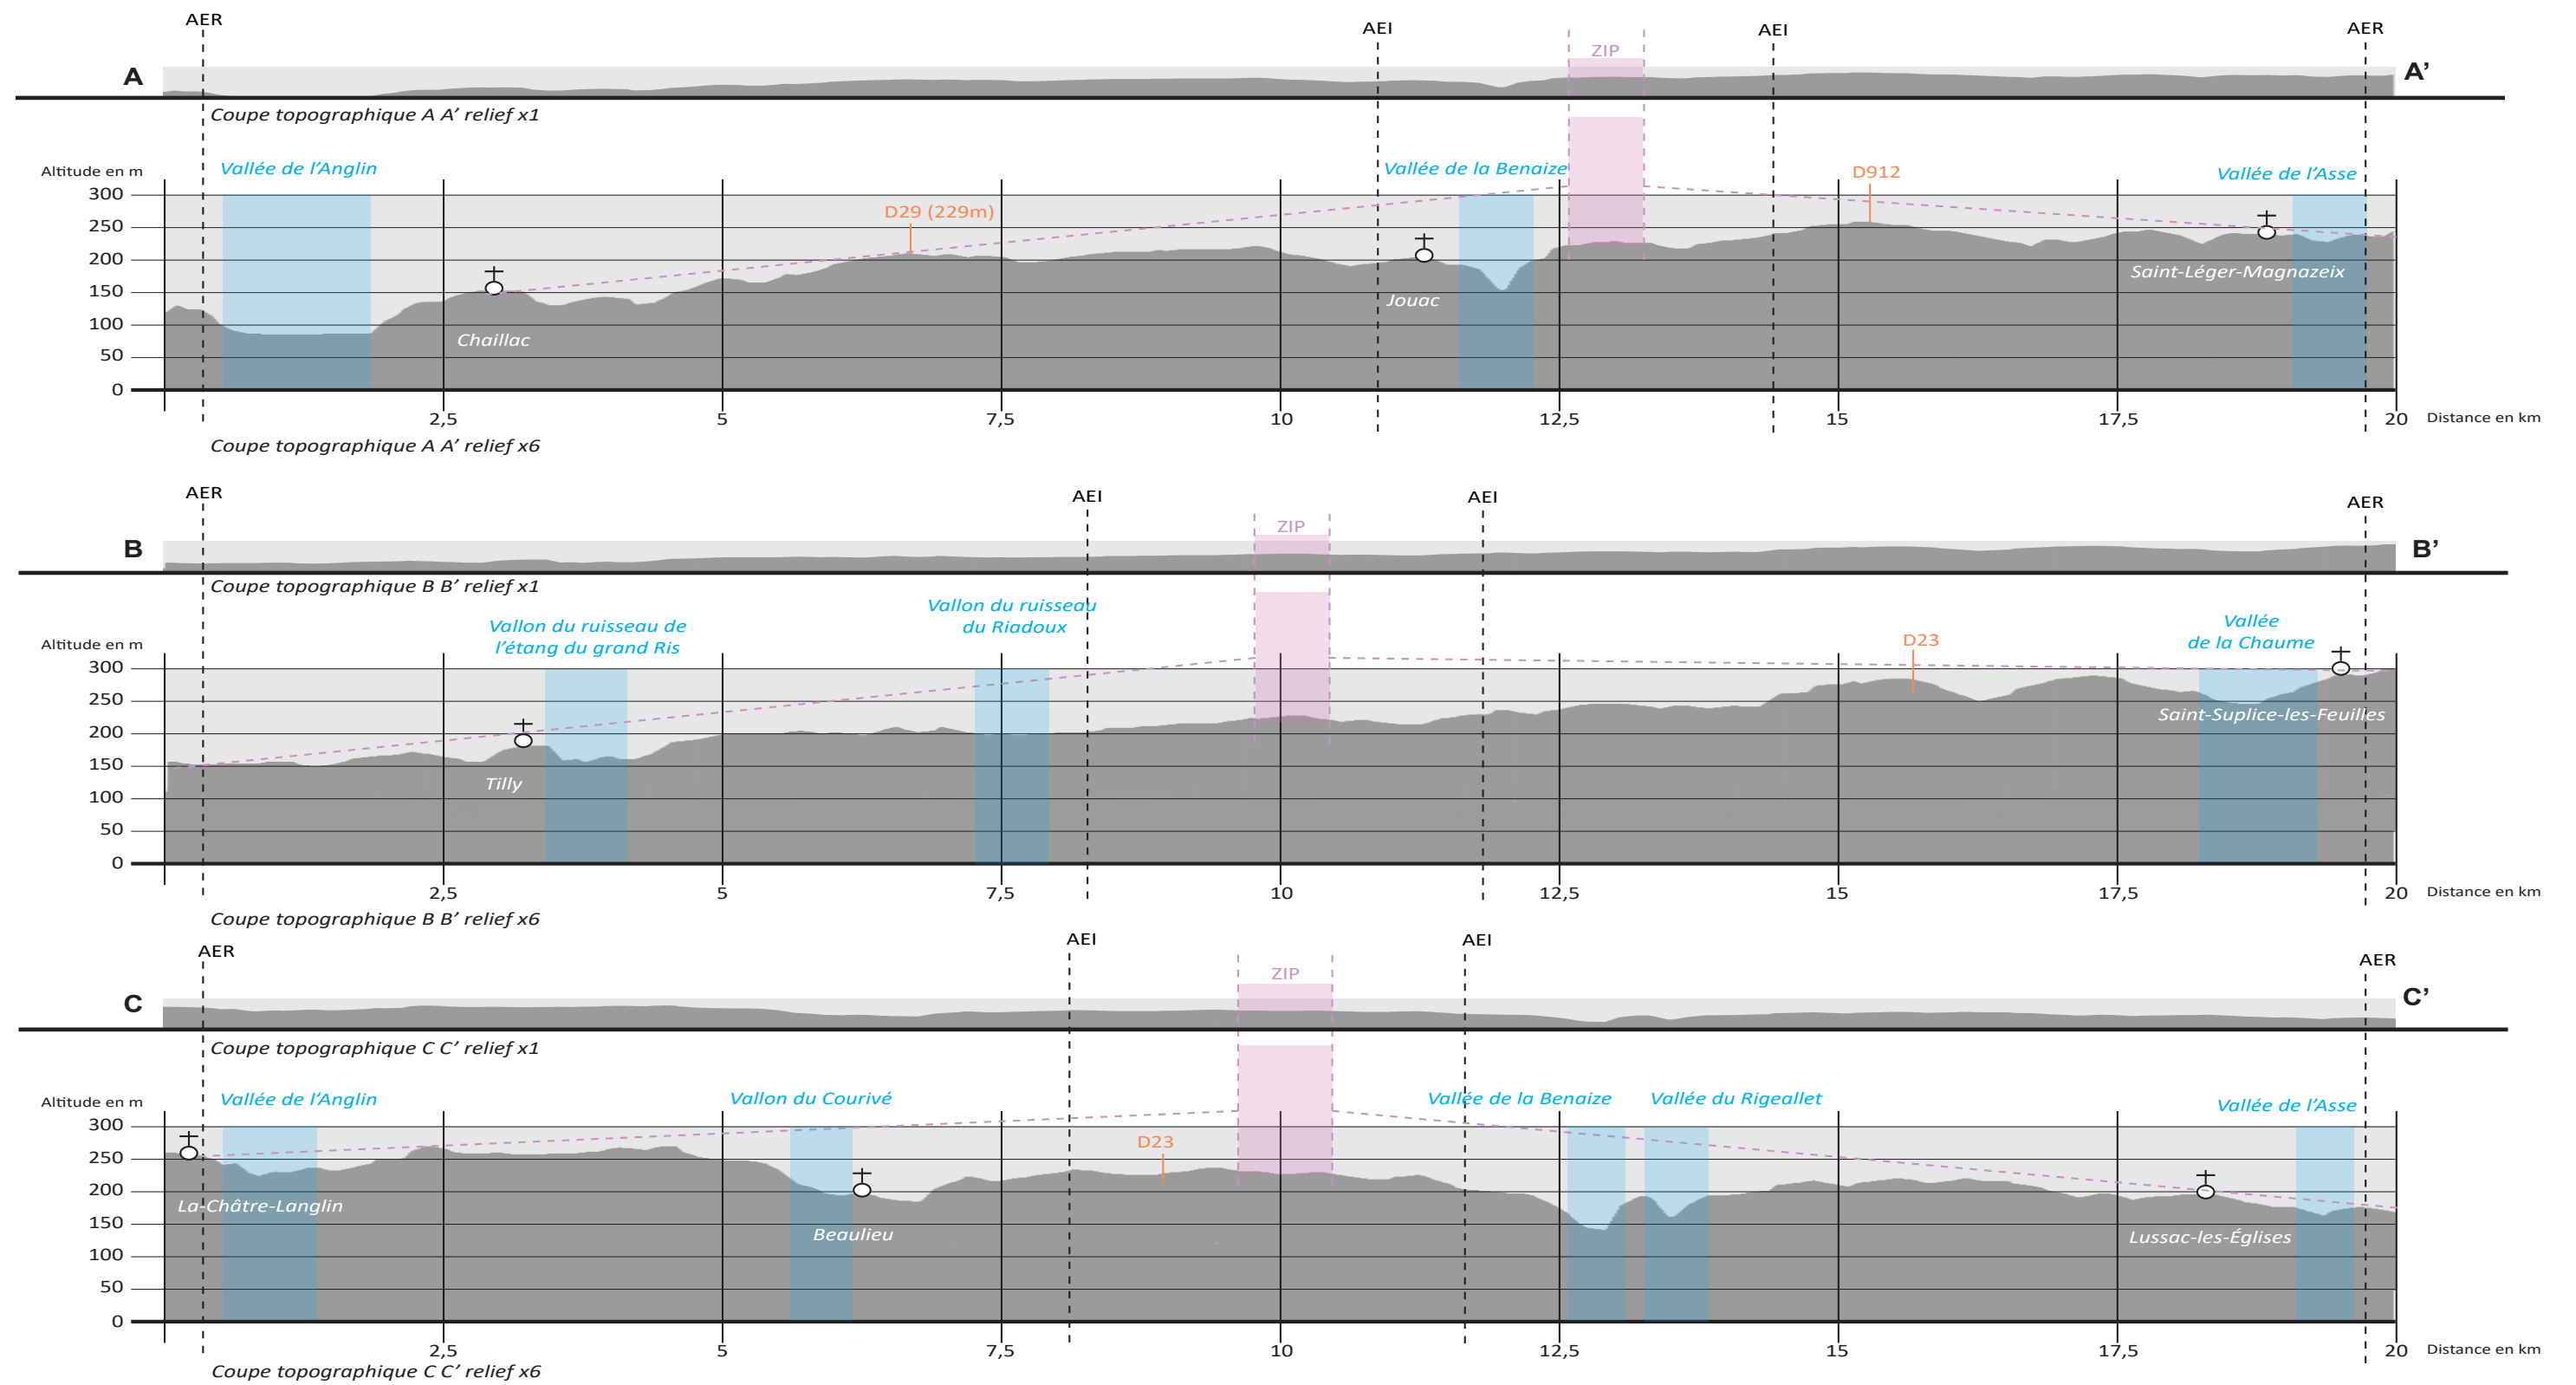 AER
AEI
ZIP
AEI
AER
A
A’
Coupe topographique A A’ relief x1
Altitude en m
Vallée de l’Anglin
Vallée de la Benaize
D912
Vallée de l’Asse
300
D29 (229m)
250
200
150
100
50
0
Chaillac
Jouac
Saint-Léger-Magnazeix
2,5
5
7,5
10
12,5
15
17,5
20
Distance en km
Coupe topographique A A’ relief x6
AER
AEI
ZIP
AEI
AER
B
B’
Coupe topographique B B’ relief x1
Altitude en m
Vallon du ruisseau de
l’étang du grand Ris
Vallon du ruisseau
du Riadoux
D23
Vallée
de la Chaume
300
250
200
150
100
50
0
Tilly
Saint-Suplice-les-Feuilles
2,5
5
7,5
10
12,5
15
17,5
20
Distance en km
Coupe topographique B B’ relief x6
AER
AEI
ZIP
AEI
AER
C
C’
Coupe topographique C C’ relief x1
Altitude en m
Vallée de l’Anglin
Vallon du Courivé
D23
Vallée de la Benaize
Vallée du Rigeallet
Vallée de l’Asse
300
250
200
150
100
50
0
La-Châtre-Langlin
Beaulieu
Lussac-les-Églises
2,5
5
7,5
10
12,5
15
17,5
20
Distance en km
Coupe topographique C C’ relief x6